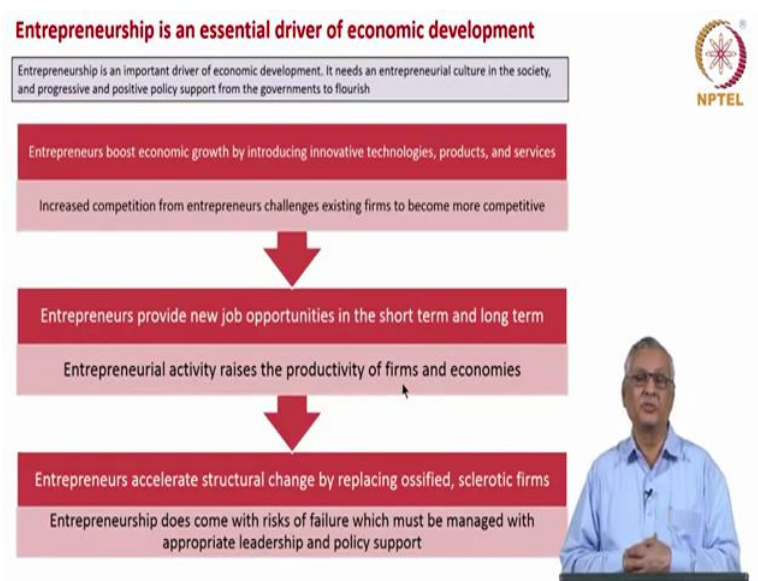 Entrepreneurship is an essential driver of economic development
Entrepreneurship is an important driver of economic development. It needs an entrepreneurial culture in the society,
and progressive and positive policy support from the governments to flourish
NPTEL
Entrepreneurs boost economic growth by introducing innovative technologies, products, and services
Increased competition from entrepreneurs challenges existing firms to become more competitive
Entrepreneurs provide new job opportunities in the short term and long term
Entrepreneurial activity raises the productivity of firms and economies
Entrepreneurs accelerate structural change by replacing ossified, sclerotic firms
Entrepreneurship does come with risks of failure which must be managed with
appropriate leadership and policy support